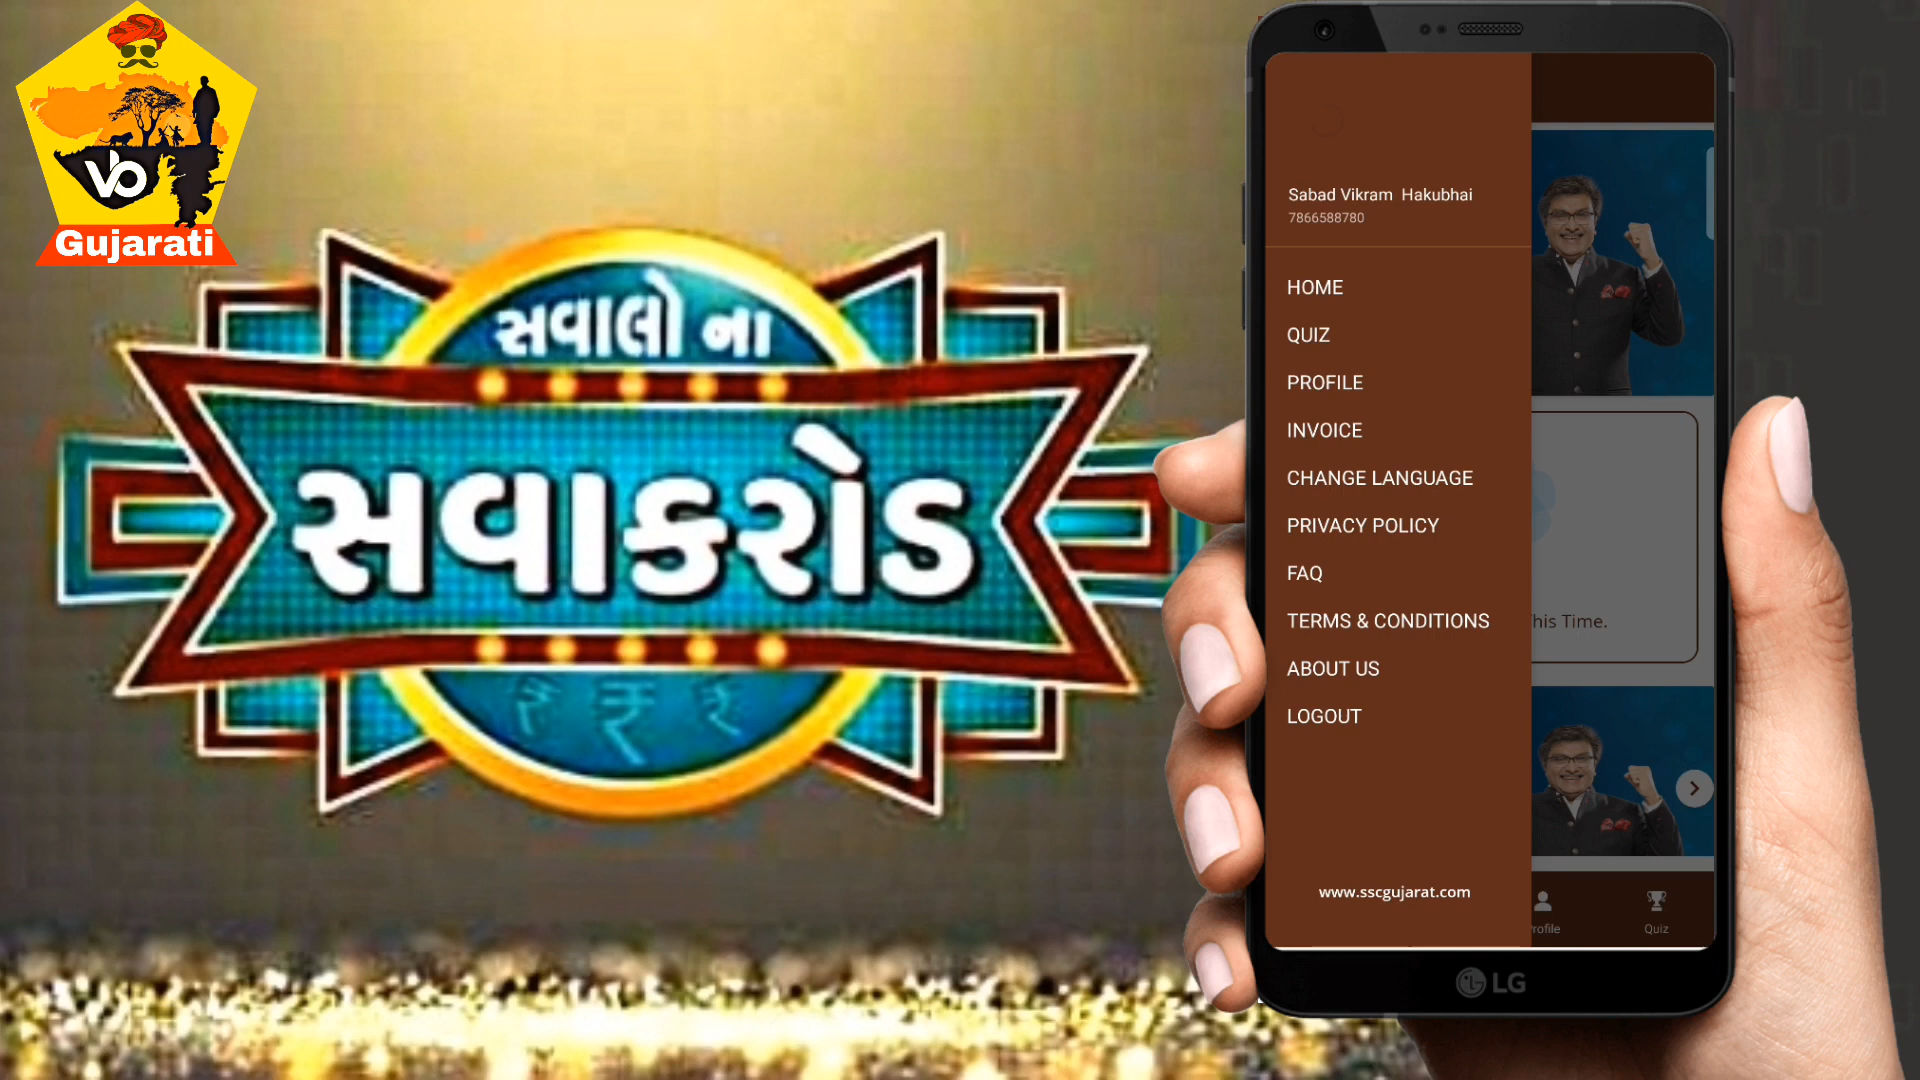 VB
Gujarati
સવાલો ના
સવાકરોડ
₹ ₹ ₹
Sabad Vikram Hakubhai
7866588780
HOME
QUIZ
PROFILE
INVOICE
CHANGE LANGUAGE
PRIVACY POLICY
FAQ
TERMS & CONDITIONS
ABOUT US
LOGOUT
his Time.
www.sscgujarat.com
rofile
Quiz
LG